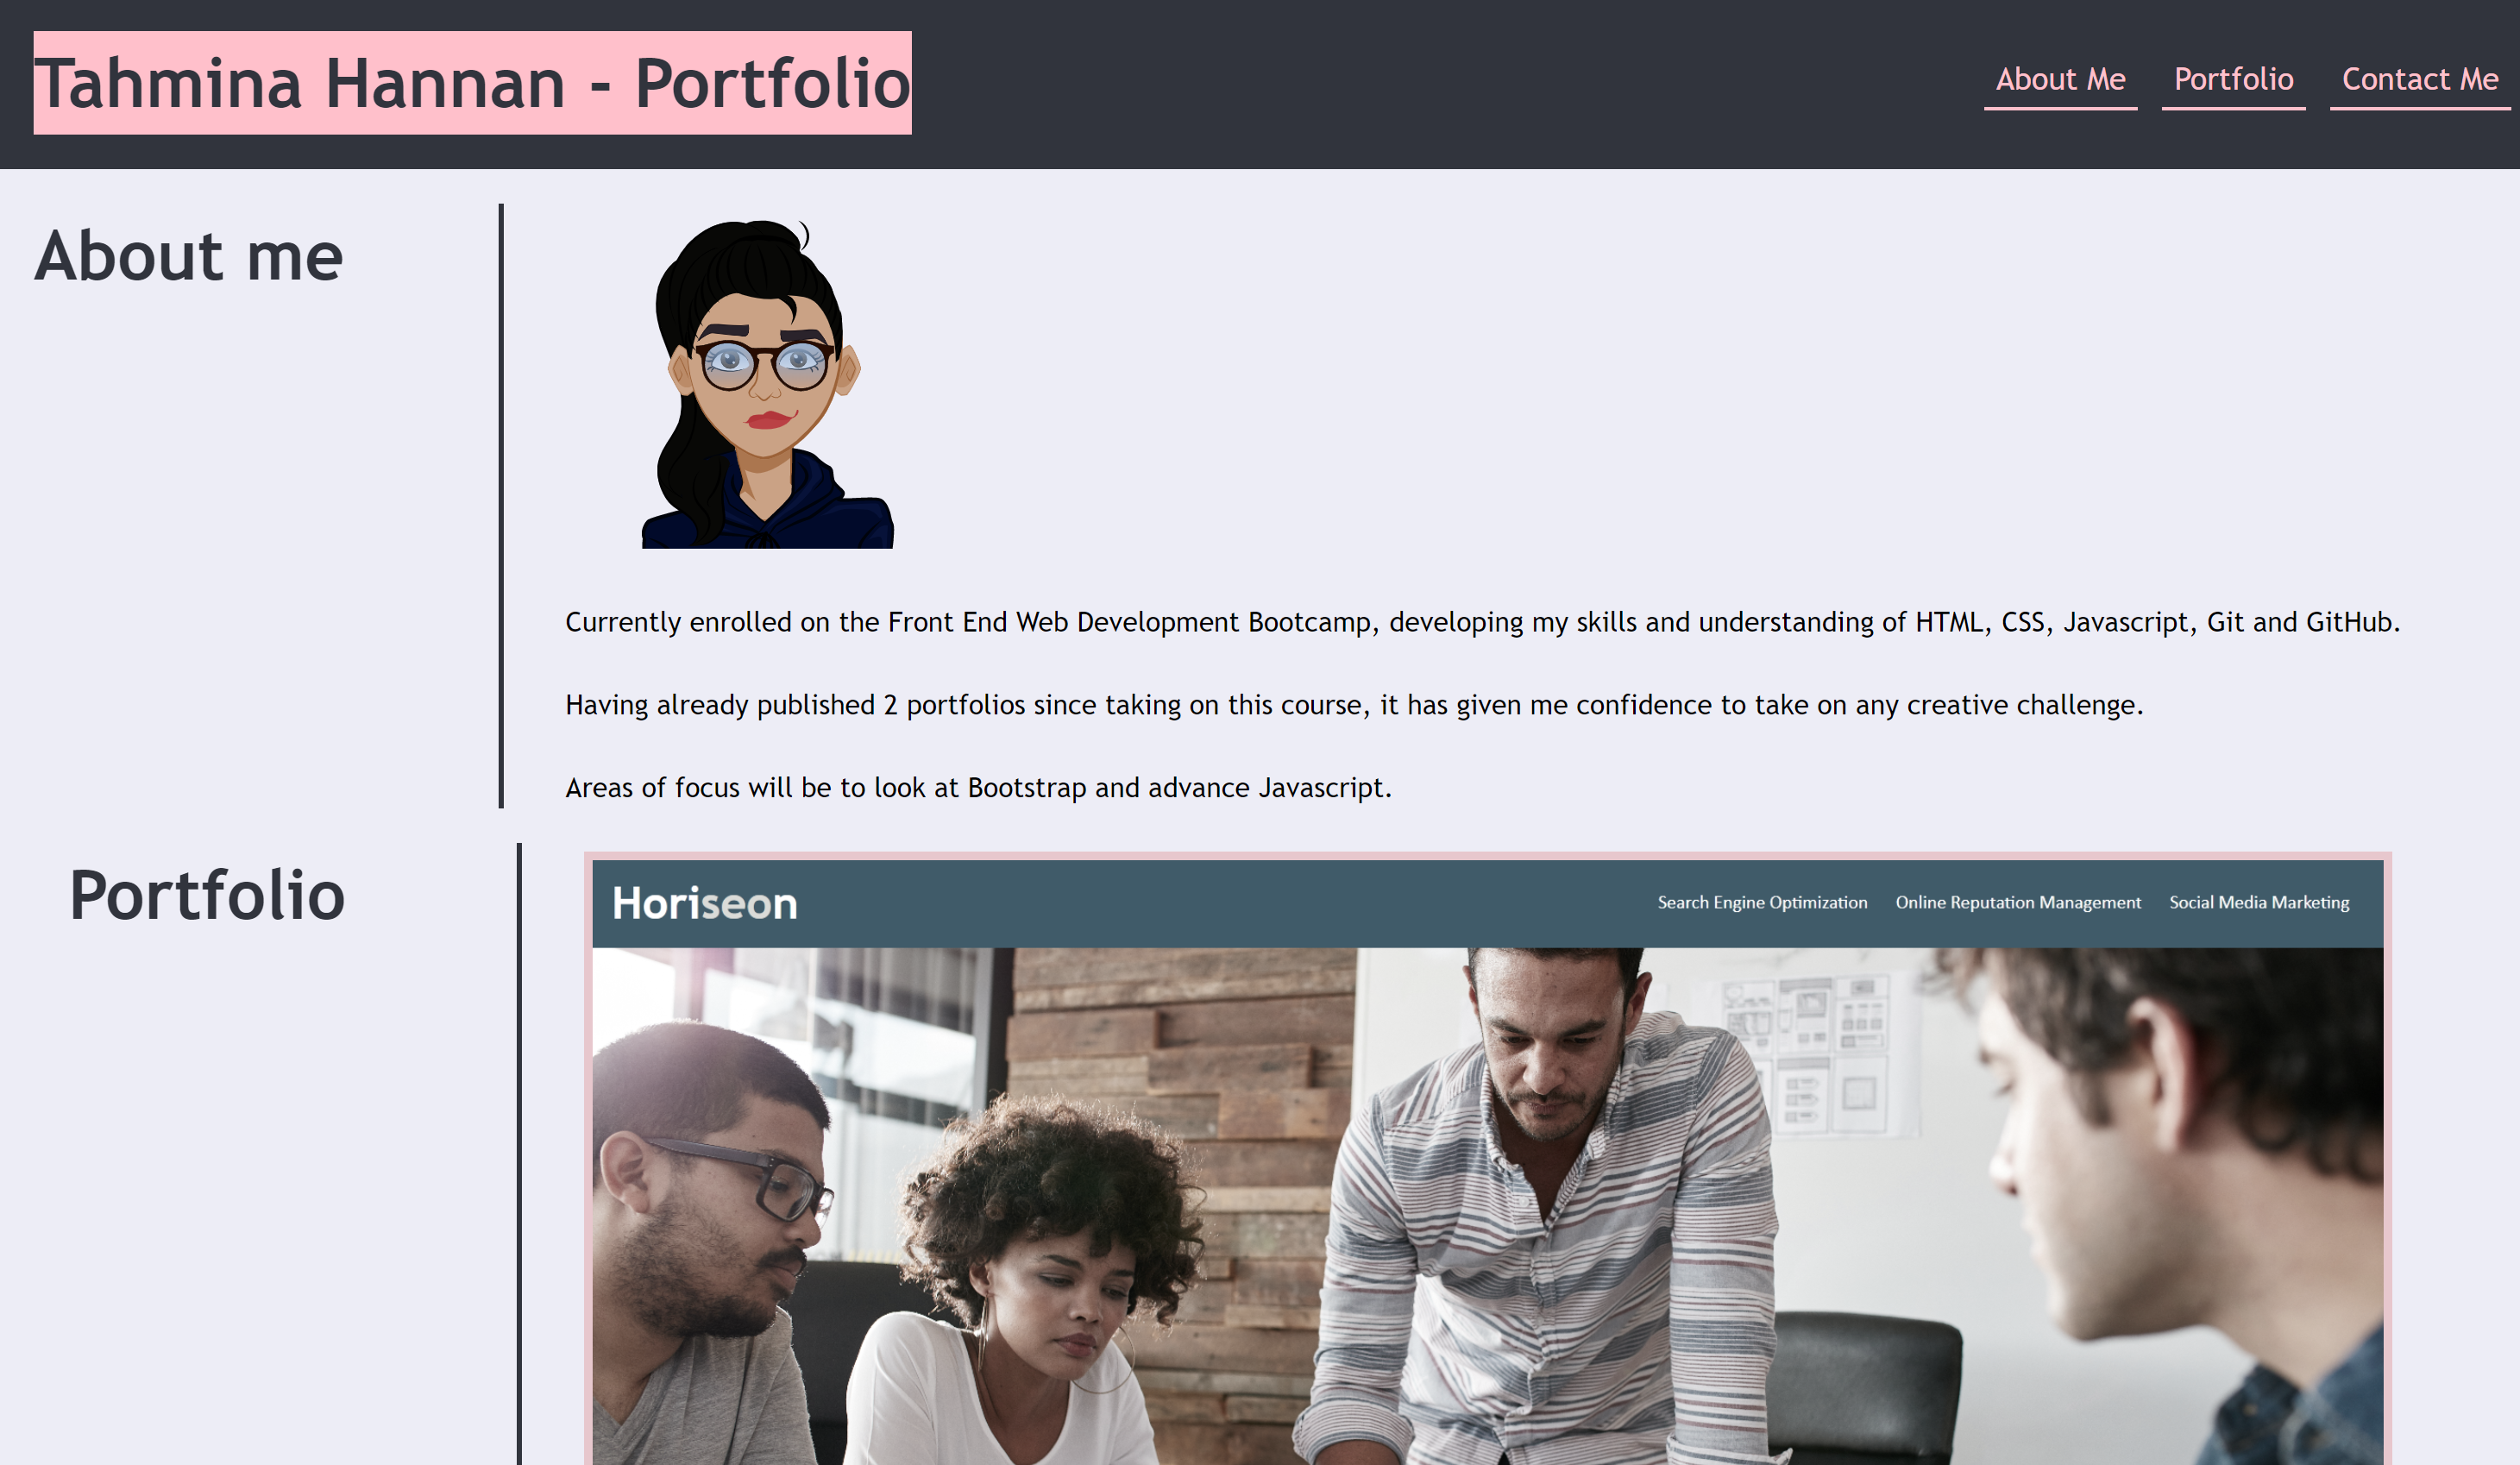 Tahmina Hannan - Portfolio
About Me Portfolio Contact Me
About me
Currently enrolled on the Front End Web Development Bootcamp, developing my skills and understanding of HTML, CSS, Javascript, Git and GitHub.
Having already published 2 portfolios since taking on this course, it has given me confidence to take on any creative challenge.
Areas of focus will be to look at Bootstrap and advance Javascript.
Portfolio
Horiseon
Search Engine Optimization Online Reputation Management Social Media Marketing